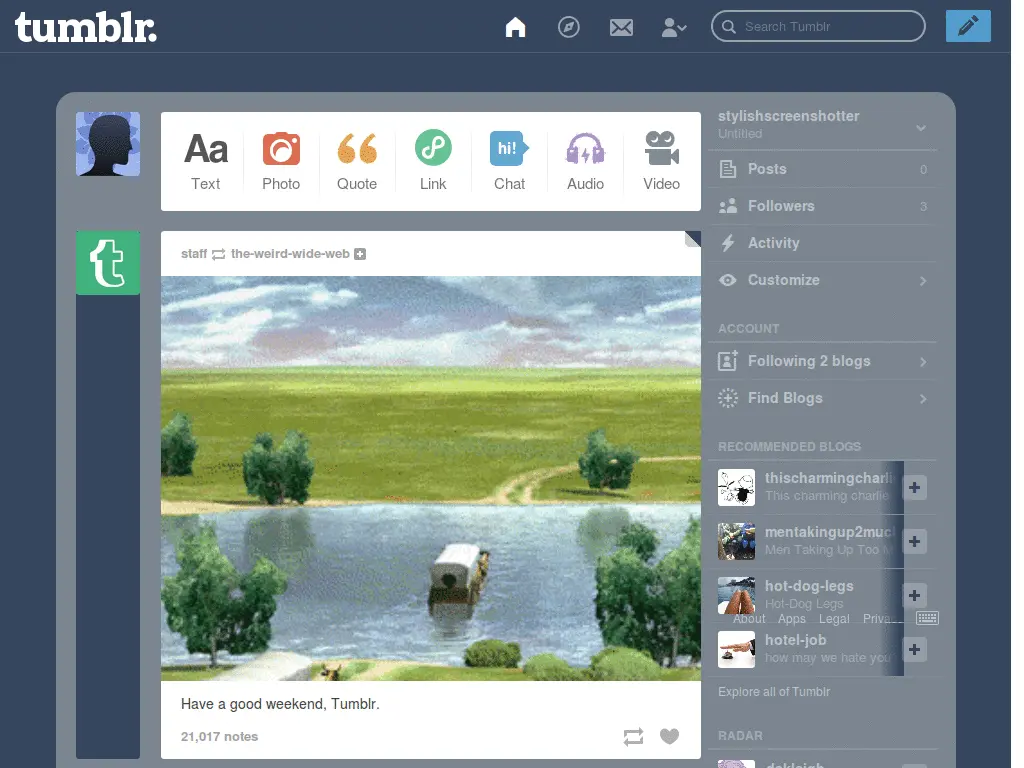 tumblr.
Search Tumblr
Aa
Text
Photo
Quote
Link
hi!
Chat
Audio
Video
staff the-weird-wide-web
Have a good weekend, Tumblr.
21,017 notes
stylishscreenshotter
Untitled
Posts 0
Followers 3
Activity
Customize
ACCOUNT
Following 2 blogs
Find Blogs
RECOMMENDED BLOGS
thischarmingcharli
This charming charlie
mentakingup2muc
Men Taking Up Too M
hot-dog-legs
Hot-Dog Legs
About Apps Legal Priva
hotel-job
how may we hate you
Explore all of Tumblr
RADAR